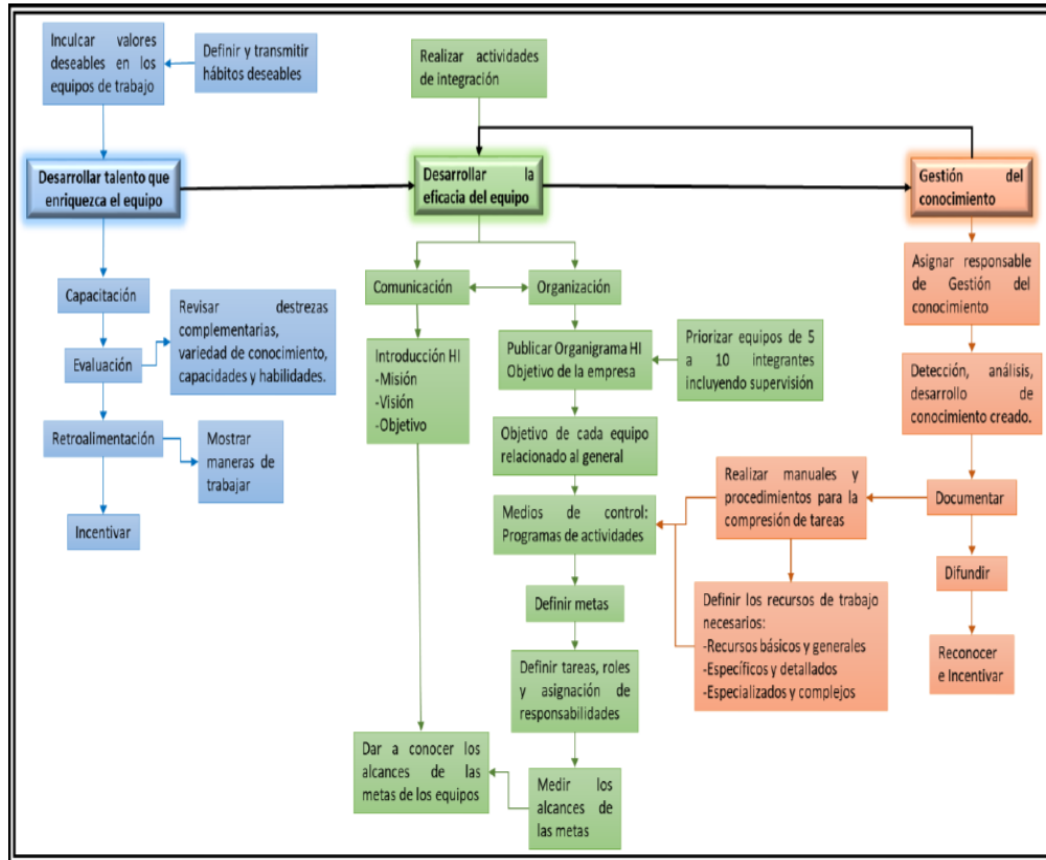 Inculcar valores
deseables en los
equipos de trabajo
Definir y transmitir
hábitos deseables
Realizar actividades
de integración
Desarrollar talento que
enriquezca el equipo
Desarrollar la
eficacia del equipo
Gestión del
conocimiento
Capacitación
Evaluación
Revisar destrezas
complementarias,
variedad de conocimiento,
capacidades y habilidades.
Retroalimentación
Mostrar
maneras de
trabajar
Incentivar
Comunicación
Organización
Introducción HI
-Misión
-Visión
-Objetivo
Publicar Organigrama HI
Objetivo de la empresa
Priorizar equipos de 5
a 10 integrantes
incluyendo supervisión
Objetivo de cada equipo
relacionado al general
Medios de control:
Programas de actividades
Definir metas
Definir tareas, roles
y asignación de
responsabilidades
Dar a conocer los
alcances de las
metas de los equipos
Medir los
alcances de
las metas
Asignar responsable
de Gestión del
conocimiento
Detección, análisis,
desarrollo de
conocimiento creado.
Realizar manuales y
procedimientos para la
compresión de tareas
Documentar
Definir los recursos de trabajo
necesarios:
-Recursos básicos y generales
-Específicos y detallados
-Especializados y complejos
Difundir
Reconocer
e Incentivar